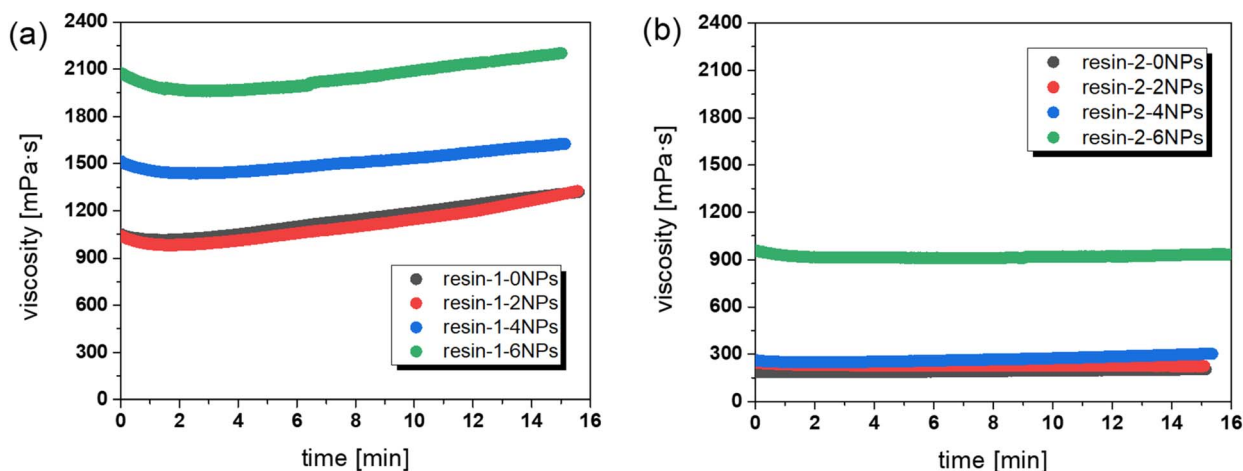 (a)
2400
2100
1800
1500
1200
900
600
300
0
viscosity [mPa·s]
resin-1-0NPs
resin-1-2NPs
resin-1-4NPs
resin-1-6NPs
0 2 4 6 8 10 12 14 16
time [min]
(b)
2400
2100
1800
1500
1200
900
600
300
0
viscosity [mPa·s]
resin-2-0NPs
resin-2-2NPs
resin-2-4NPs
resin-2-6NPs
0 2 4 6 8 10 12 14 16
time [min]